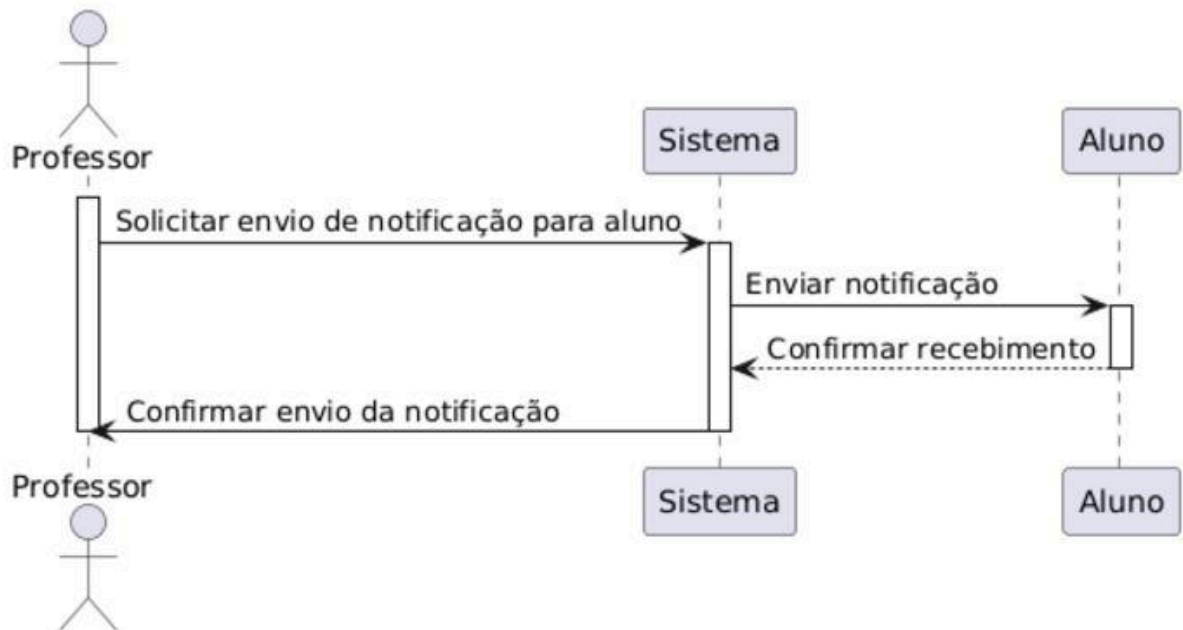 Professor
Sistema
Aluno
Solicitar envio de notificação para aluno
Enviar notificação
Confirmar recebimento
Confirmar envio da notificação
Professor
Sistema
Aluno